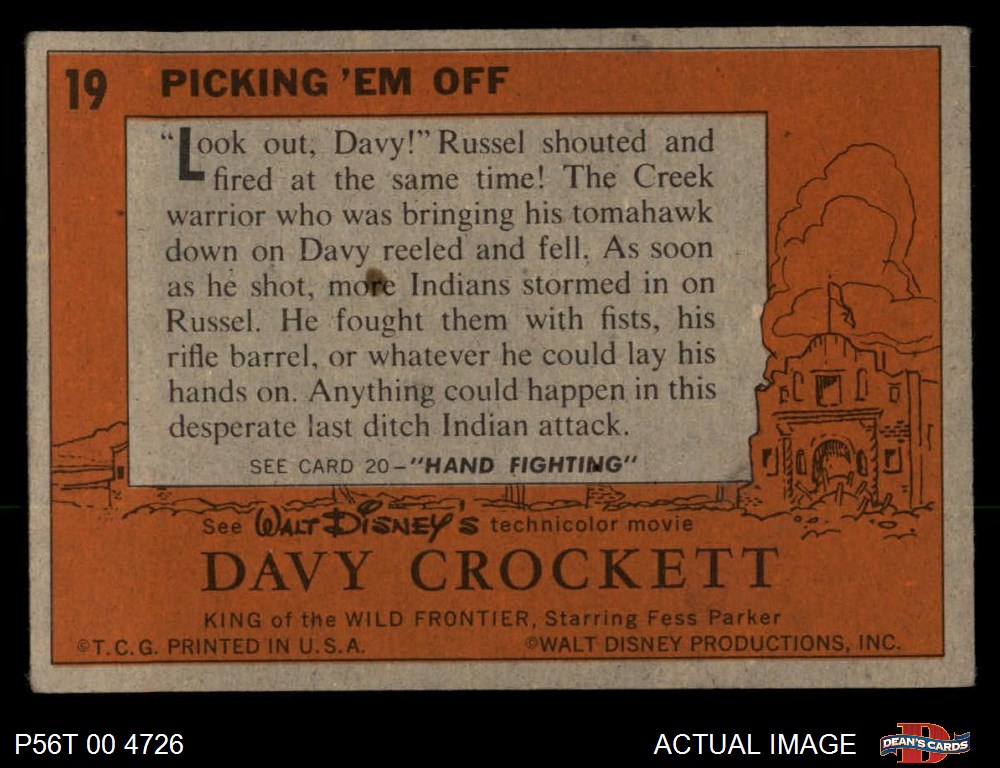 19 PICKING 'EM OFF
"Look out, Davy!" Russel shouted and
fired at the same time! The Creek
warrior who was bringing his tomahawk
down on Davy reeled and fell. As soon
as he shot, more Indians stormed in on
Russel. He fought them with fists, his
rifle barrel, or whatever he could lay his
hands on. Anything could happen in this
desperate last ditch Indian attack.
SEE CARD 20-"HAND FIGHTING"
See WALT DISNEY'S technicolor movie
DAVY CROCKETT
KING of the WILD FRONTIER, Starring Fess Parker
©T.C.G. PRINTED IN U.S.A. ©WALT DISNEY PRODUCTIONS, INC.
P56T 00 4726 ACTUAL IMAGE DEAN'S CARDS